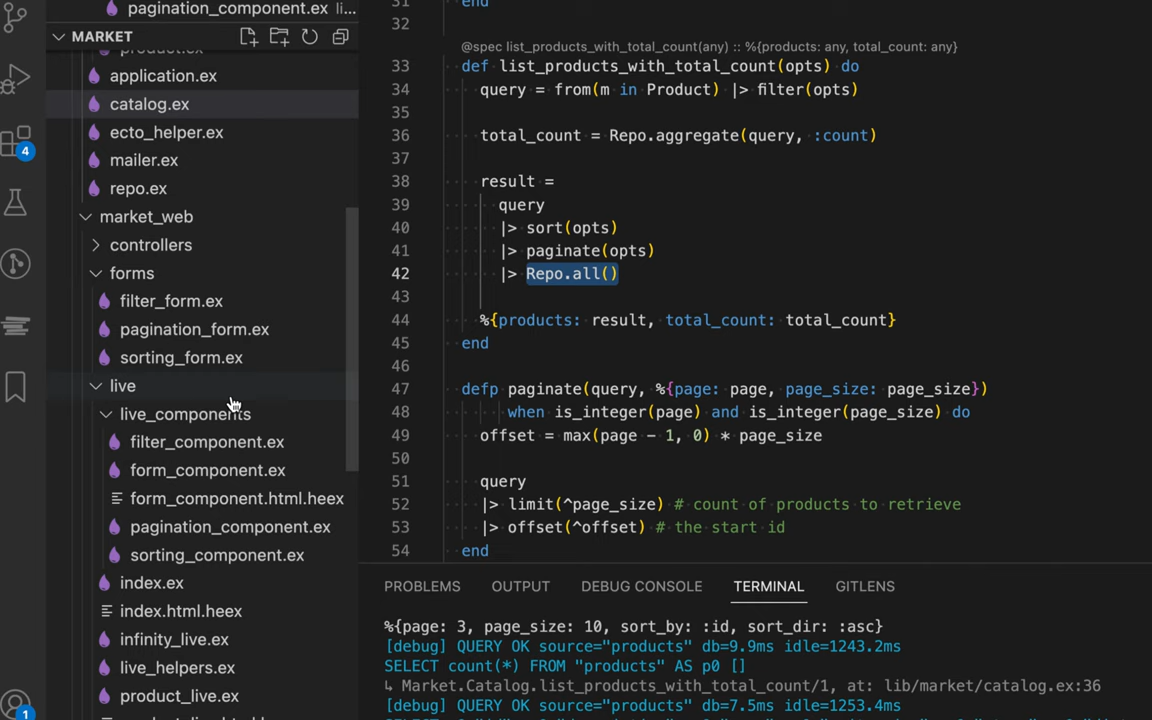 pagination_component.ex li...
MARKET
product.ex
application.ex
catalog.ex
ecto_helper.ex
mailer.ex
repo.ex
market_web
controllers
forms
filter_form.ex
pagination_form.ex
sorting_form.ex
live
live_components
filter_component.ex
form_component.ex
form_component.html.heex
pagination_component.ex
sorting_component.ex
index.ex
index.html.heex
infinity_live.ex
live_helpers.ex
product_live.ex
4
1
31 end
32
@spec list_products_with_total_count(any) :: %{products: any, total_count: any}
33 def list_products_with_total_count(opts) do
34 query = from(m in Product) |> filter(opts)
35
36 total_count = Repo.aggregate(query, :count)
37
38 result =
39 query
40 |> sort(opts)
41 |> paginate(opts)
42 |> Repo.all()
43
44 %{products: result, total_count: total_count}
45 end
46
47 defp paginate(query, %{page: page, page_size: page_size})
48 when is_integer(page) and is_integer(page_size) do
49 offset = max(page - 1, 0) * page_size
50
51 query
52 |> limit(^page_size) # count of products to retrieve
53 |> offset(^offset) # the start id
54 end
PROBLEMS OUTPUT DEBUG CONSOLE TERMINAL GITLENS
%{page: 3, page_size: 10, sort_by: :id, sort_dir: :asc}
[debug] QUERY OK source="products" db=9.9ms idle=1243.2ms
SELECT count(*) FROM "products" AS p0 []
↳ Market.Catalog.list_products_with_total_count/1, at: lib/market/catalog.ex:36
[debug] QUERY OK source="products" db=7.5ms idle=1253.4ms